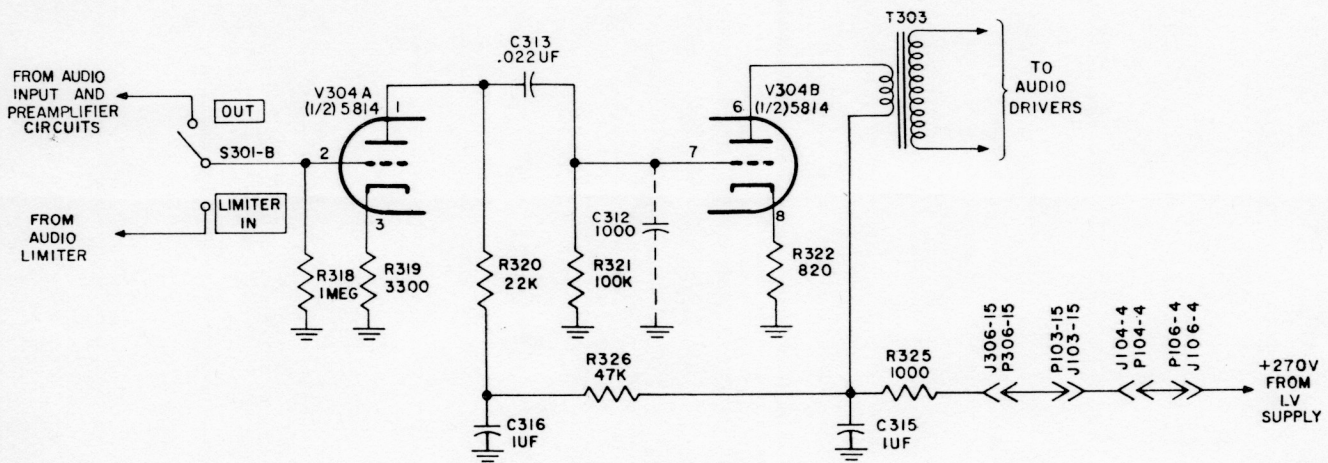 FROM AUDIO
INPUT AND
PREAMPLIFIER
CIRCUITS
OUT
S301-B
LIMITER
IN
FROM
AUDIO
LIMITER
V304A
(1/2) 5814
1
2
3
R318
1MEG
R319
3300
C313
.022UF
R320
22K
R321
100K
C312
1000
V304B
(1/2) 5814
6
7
8
R322
820
T303
TO
AUDIO
DRIVERS
R326
47K
C316
1UF
R325
1000
C315
1UF
J306-15
P306-15
P103-15
J103-15
J104-4
P104-4
P106-4
J106-4
+270V
FROM
LV
SUPPLY